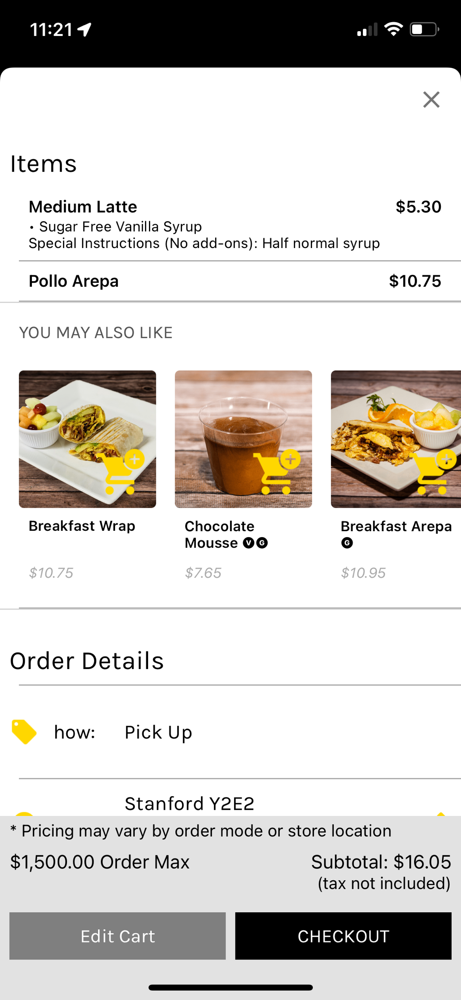 11:21
Items
Medium Latte $5.30
• Sugar Free Vanilla Syrup
Special Instructions (No add-ons): Half normal syrup
Pollo Arepa $10.75
YOU MAY ALSO LIKE
Breakfast Wrap
$10.75
Chocolate
Mousse V G
$7.65
Breakfast Arepa
G
$10.95
Order Details
how: Pick Up
Stanford Y2E2
* Pricing may vary by order mode or store location
$1,500.00 Order Max
Subtotal: $16.05
(tax not included)
Edit Cart
CHECKOUT